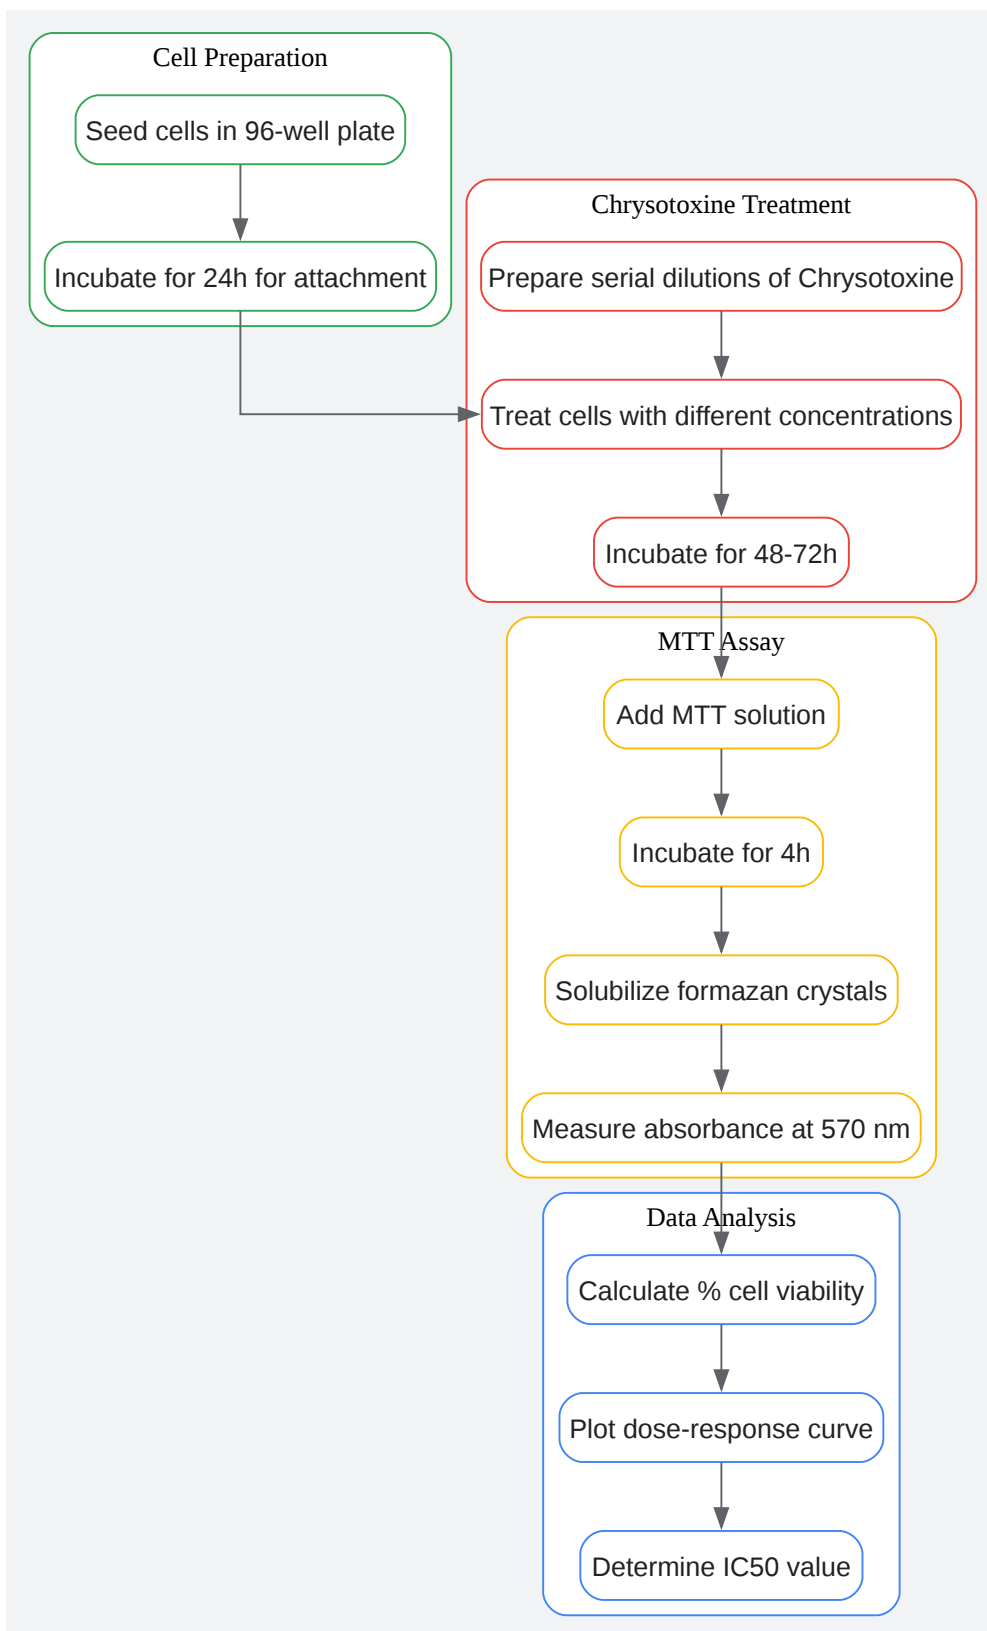 Cell Preparation
Seed cells in 96-well plate
Incubate for 24h for attachment
Chrysotoxine Treatment
Prepare serial dilutions of Chrysotoxine
Treat cells with different concentrations
Incubate for 48-72h
MTT Assay
Add MTT solution
Incubate for 4h
Solubilize formazan crystals
Measure absorbance at 570 nm
Data Analysis
Calculate % cell viability
Plot dose-response curve
Determine IC50 value